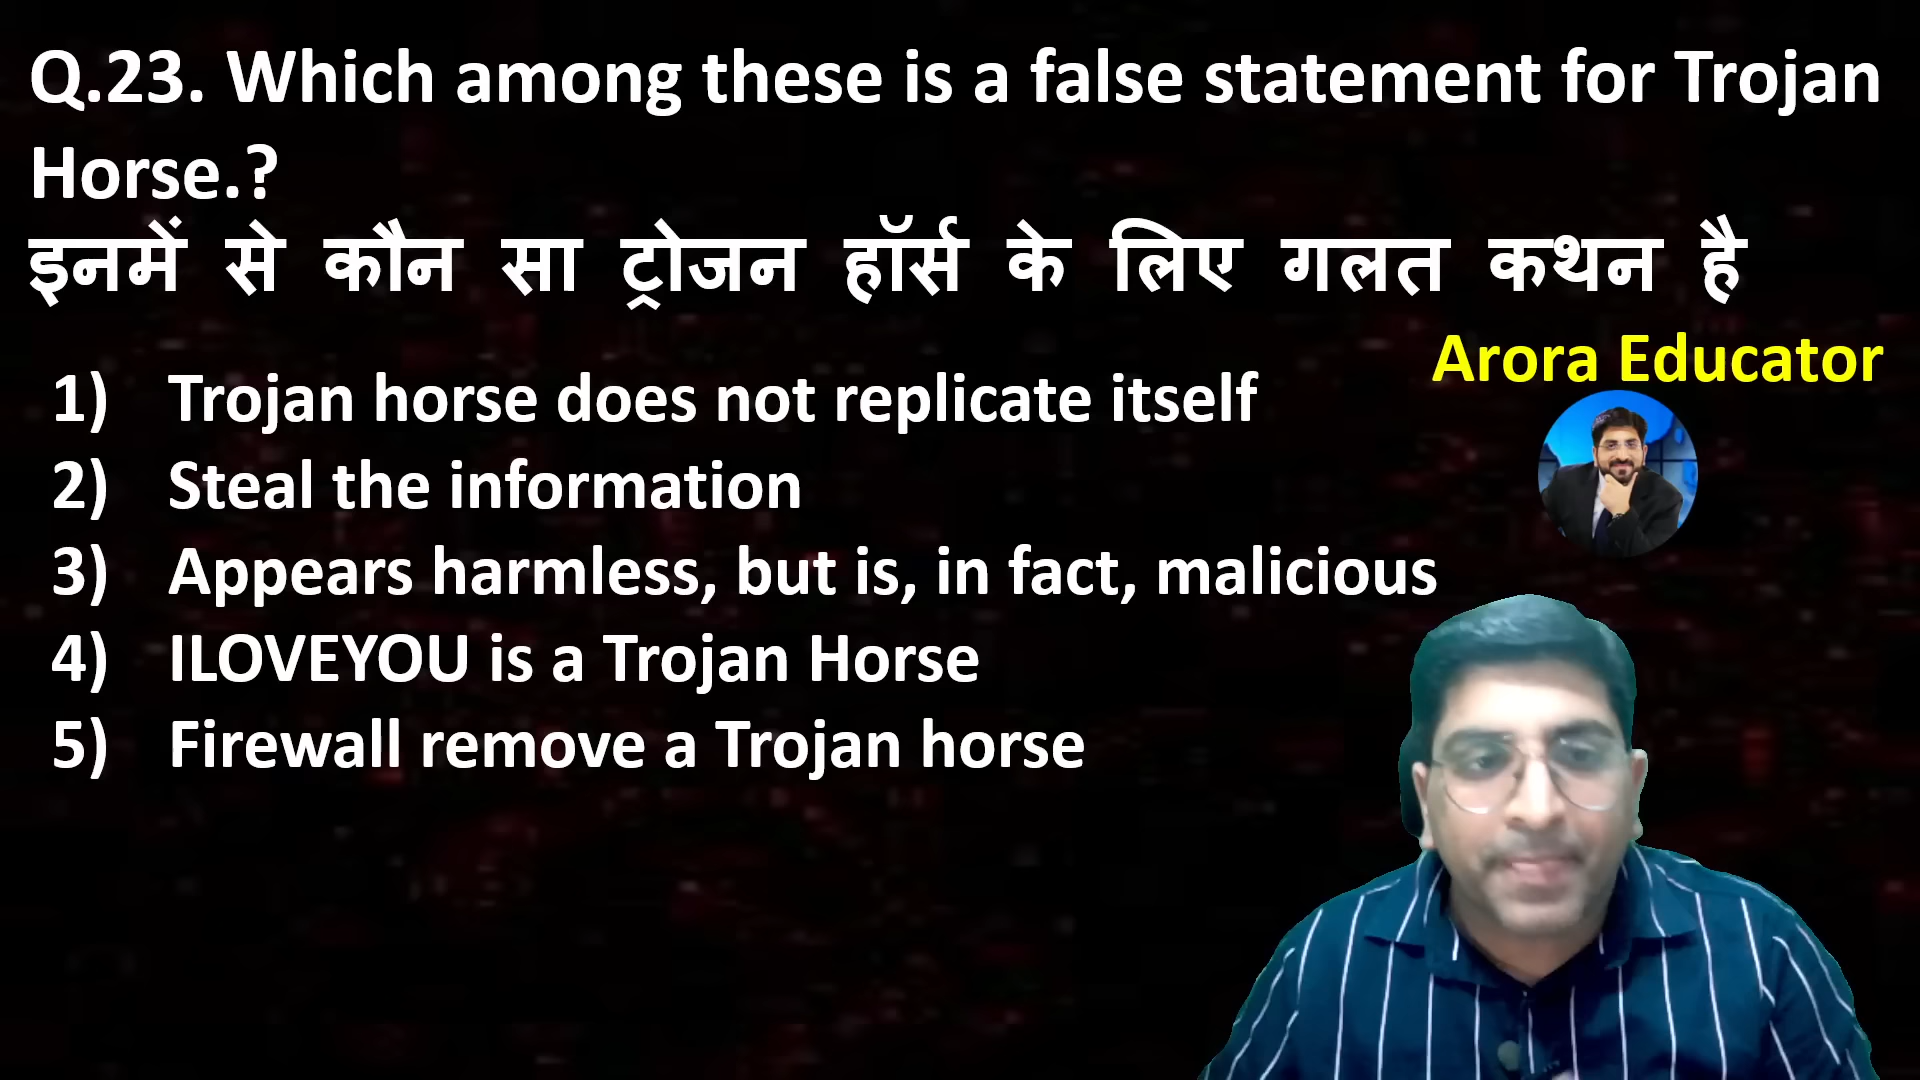 Q.23. Which among these is a false statement for Trojan
Horse.?
इनमें से कौन सा ट्रोजन हॉर्स के लिए गलत कथन है
Arora Educator
1) Trojan horse does not replicate itself
2) Steal the information
3) Appears harmless, but is, in fact, malicious
4) ILOVEYOU is a Trojan Horse
5) Firewall remove a Trojan horse